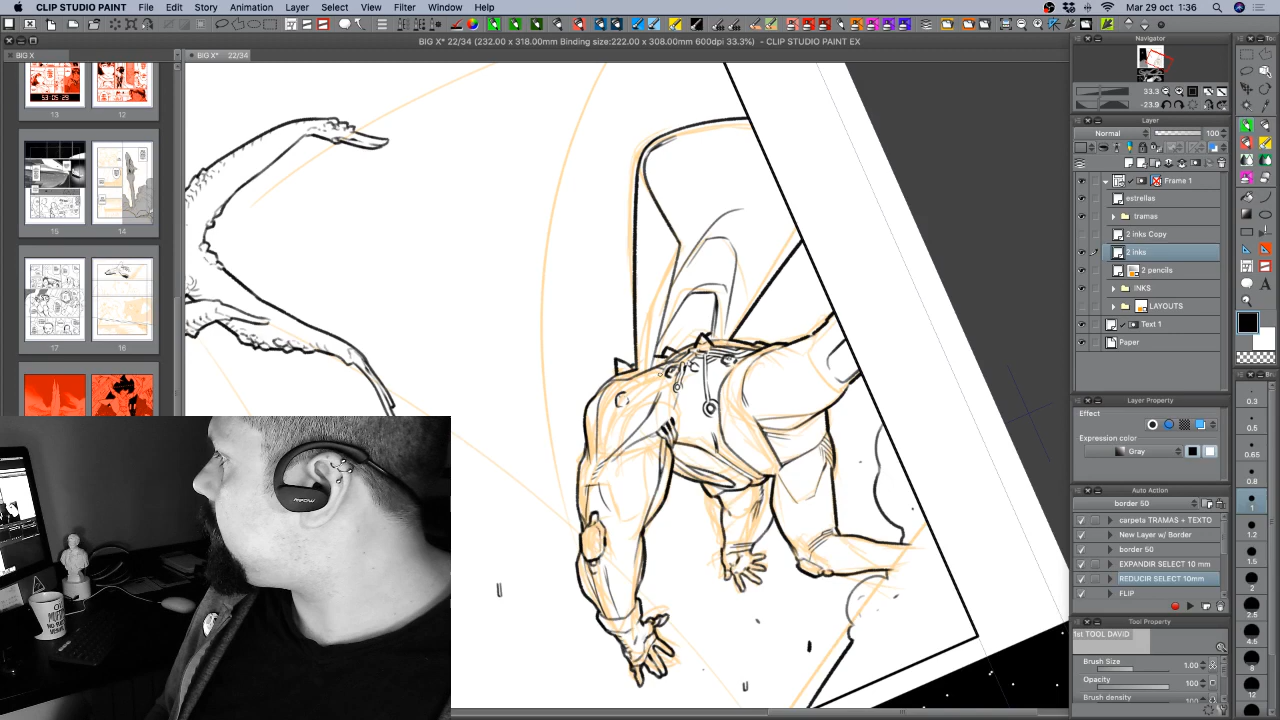 CLIP STUDIO PAINT File Edit Story Animation Layer Select View Filter Window Help Mar 29 oct 1:36
BIG X* 22/34 (232.00 x 318.00mm Binding size:222.00 x 308.00mm 600dpi 33.3%) - CLIP STUDIO PAINT EX
BIG X
BIG X* 22/34
13 12
15 14
17 16
Navigator
33.3
-23.9
Layer
Normal 100
Frame 1
estrellas
tramas
2 inks Copy
2 inks
2 pencils
INKS
LAYOUTS
Text 1
Paper
Layer Property
Effect
Expression color
Gray
Auto Action
border 50
carpeta TRAMAS + TEXTO
New Layer w/ Border
border 50
EXPANDIR SELECT 10 mm
REDUCIR SELECT 10mm
FLIP
Tool Property
1st TOOL DAVID
Brush Size 1.00
Opacity 100
Brush density 100
To
A
Br
0.3
0.5
0.65
0.8
1
1.2
1.5
2
2.5
4.5
8
12
mpow